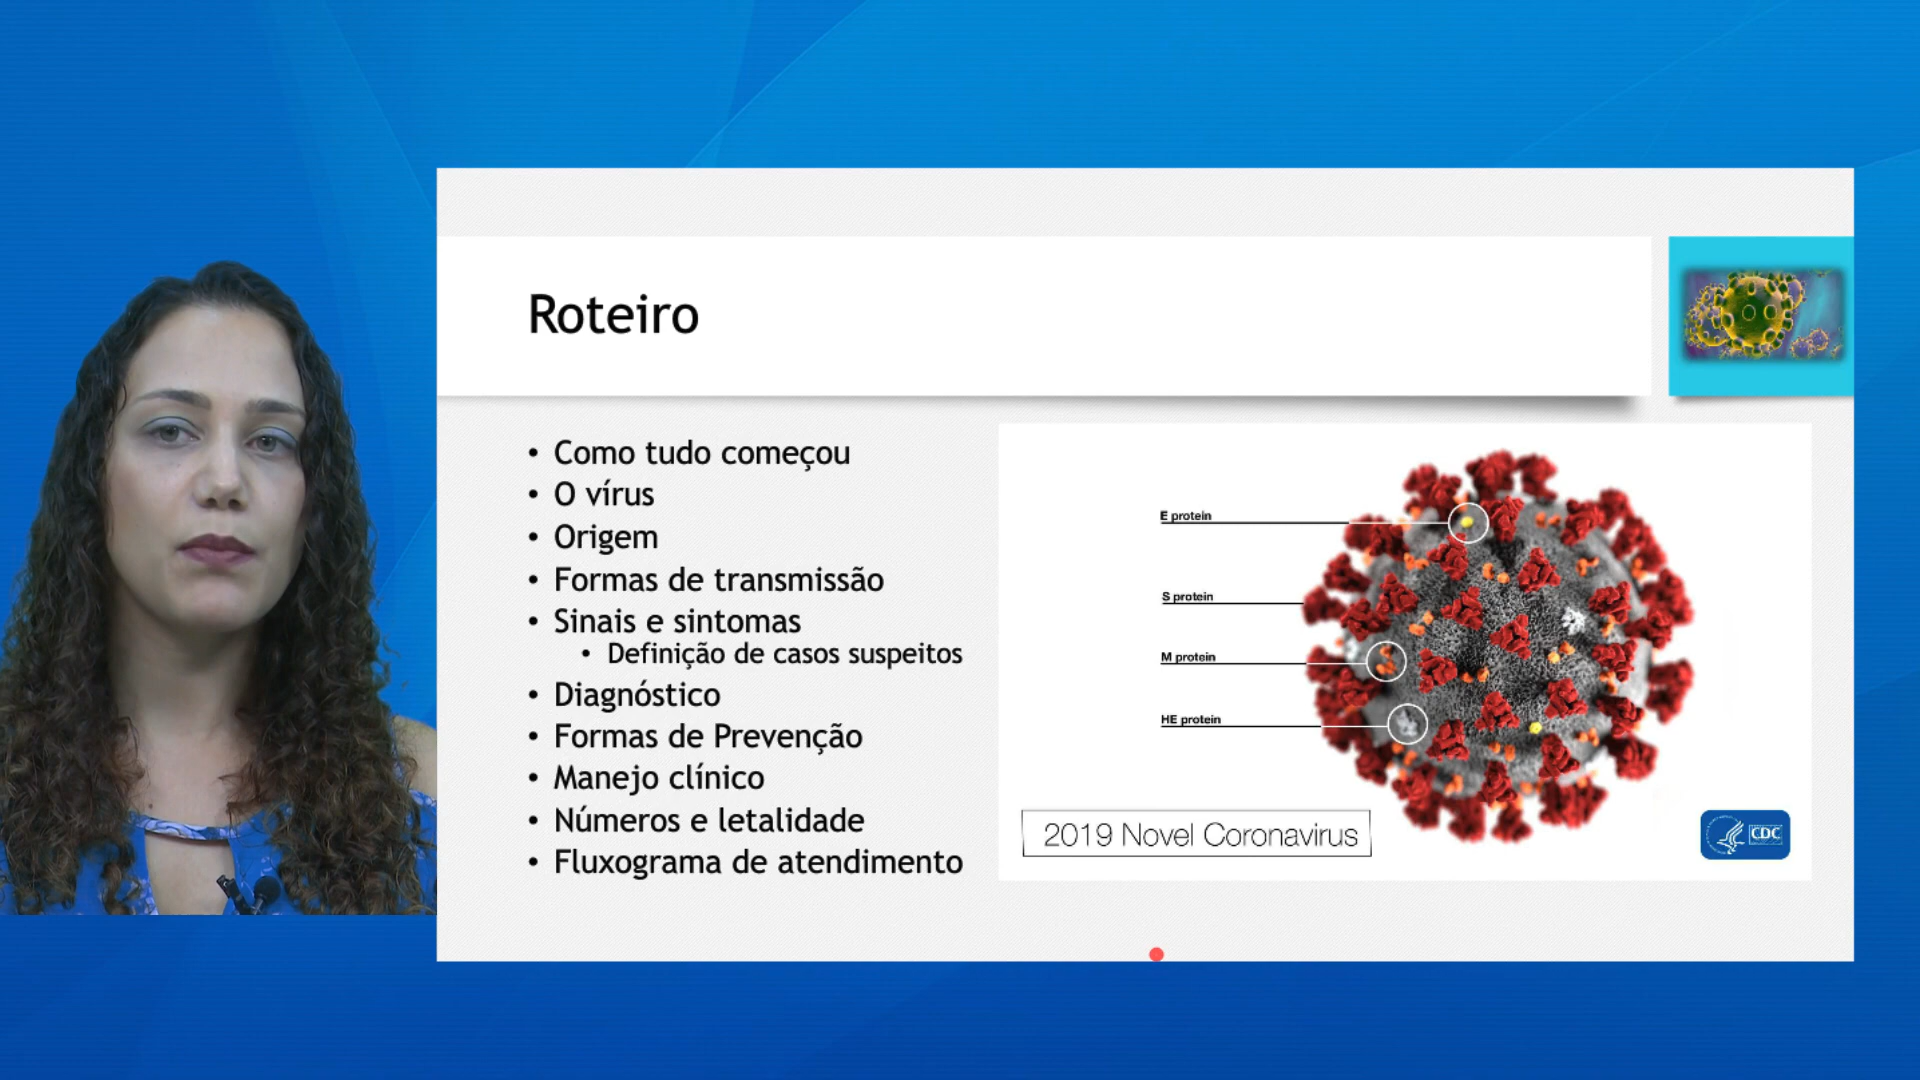 Roteiro
• Como tudo começou
• O vírus
• Origem
• Formas de transmissão
• Sinais e sintomas
• Definição de casos suspeitos
• Diagnóstico
• Formas de Prevenção
• Manejo clínico
• Números e letalidade
• Fluxograma de atendimento
E protein
S protein
M protein
HE protein
2019 Novel Coronavirus
CDC